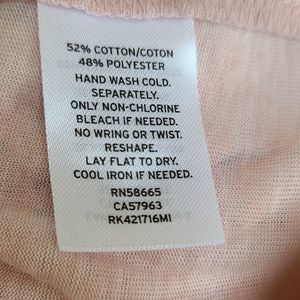 52% COTTON/COTON
48% POLYESTER
HAND WASH COLD.
SEPARATELY.
ONLY NON-CHLORINE
BLEACH IF NEEDED.
NO WRING OR TWIST.
RESHAPE.
LAY FLAT TO DRY.
COOL IRON IF NEEDED.
RN58665
CA57963
RK421716MI